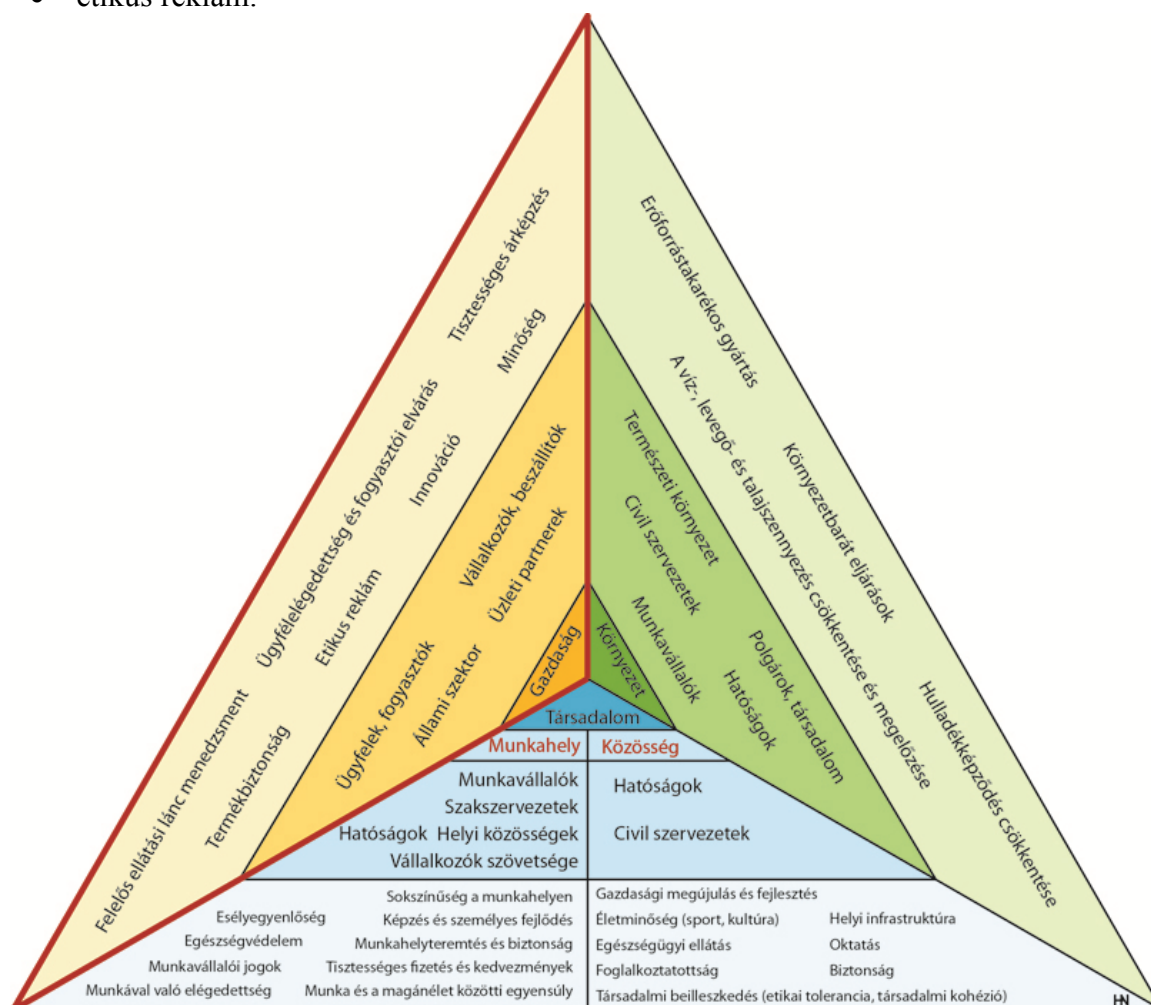 etikus reklám.
Tisztességes árképzés
Minőség
Ügyfélelégedettség és fogyasztói elvárás
Innováció
Etikus reklám
Felelős ellátási lánc menedzsment
Termékbiztonság
Vállalkozók, beszállítók
Üzleti partnerek
Ügyfelek, fogyasztók
Állami szektor
Gazdaság
Erőforrástakarékos gyártás
A víz-, levegő- és talajszennyezés csökkentése és megelőzése
Környezetbarát eljárások
Hulladékképződés csökkentése
Természeti környezet
Civil szervezetek
Munkavállalók
Polgárok, társadalom
Hatóságok
Környezet
Társadalom
Munkahely
Munkavállalók
Szakszervezetek
Hatóságok Helyi közösségek
Vállalkozók szövetsége
Sokszínűség a munkahelyen
Esélyegyenlőség
Képzés és személyes fejlődés
Egészségvédelem
Munkahelyteremtés és biztonság
Munkavállalói jogok
Tisztességes fizetés és kedvezmények
Munkával való elégedettség
Munka és a magánélet közötti egyensúly
Közösség
Hatóságok
Civil szervezetek
Gazdasági megújulás és fejlesztés
Életminőség (sport, kultúra)
Helyi infrastruktúra
Egészségügyi ellátás
Oktatás
Foglalkoztatottság
Biztonság
Társadalmi beilleszkedés (etikai tolerancia, társadalmi kohézió)